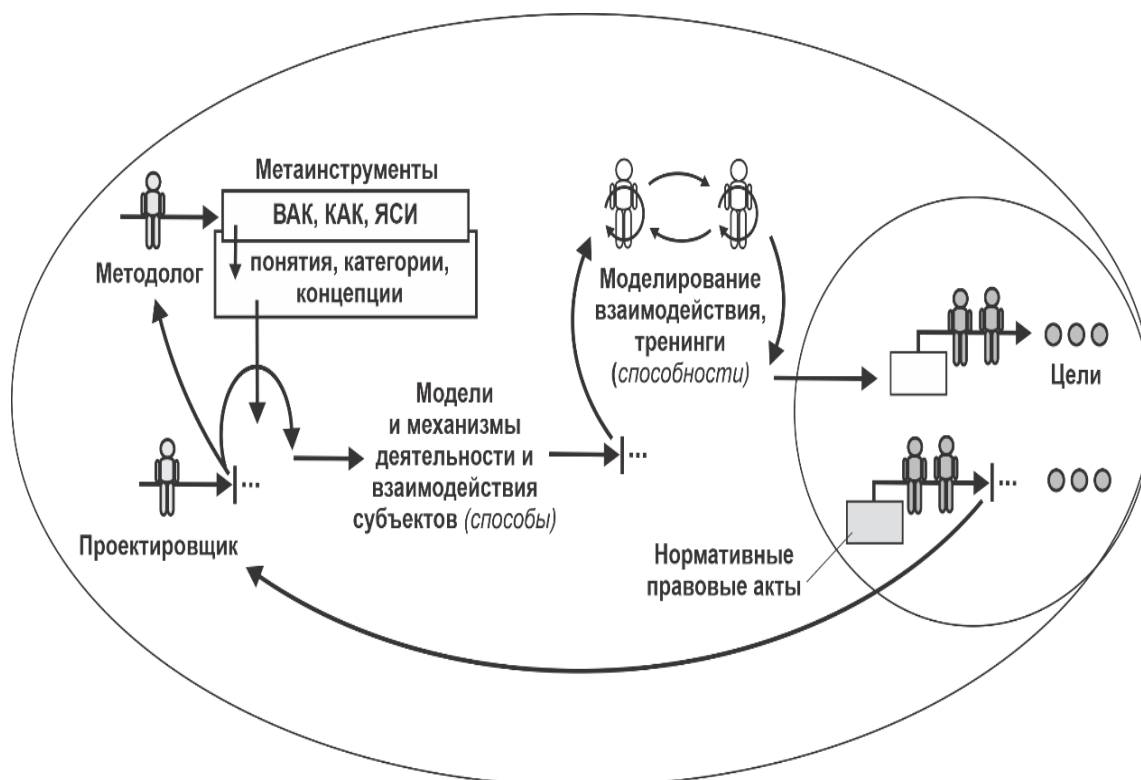 Метаинструменты
ВАК, КАК, ЯСИ
понятия, категории,
концепции
Методолог
Проектировщик
...
Модели
и механизмы
деятельности и
взаимодействия
субъектов (способы)
...
Моделирование
взаимодействия,
тренинги
(способности)
Цели
...
Нормативные
правовые акты